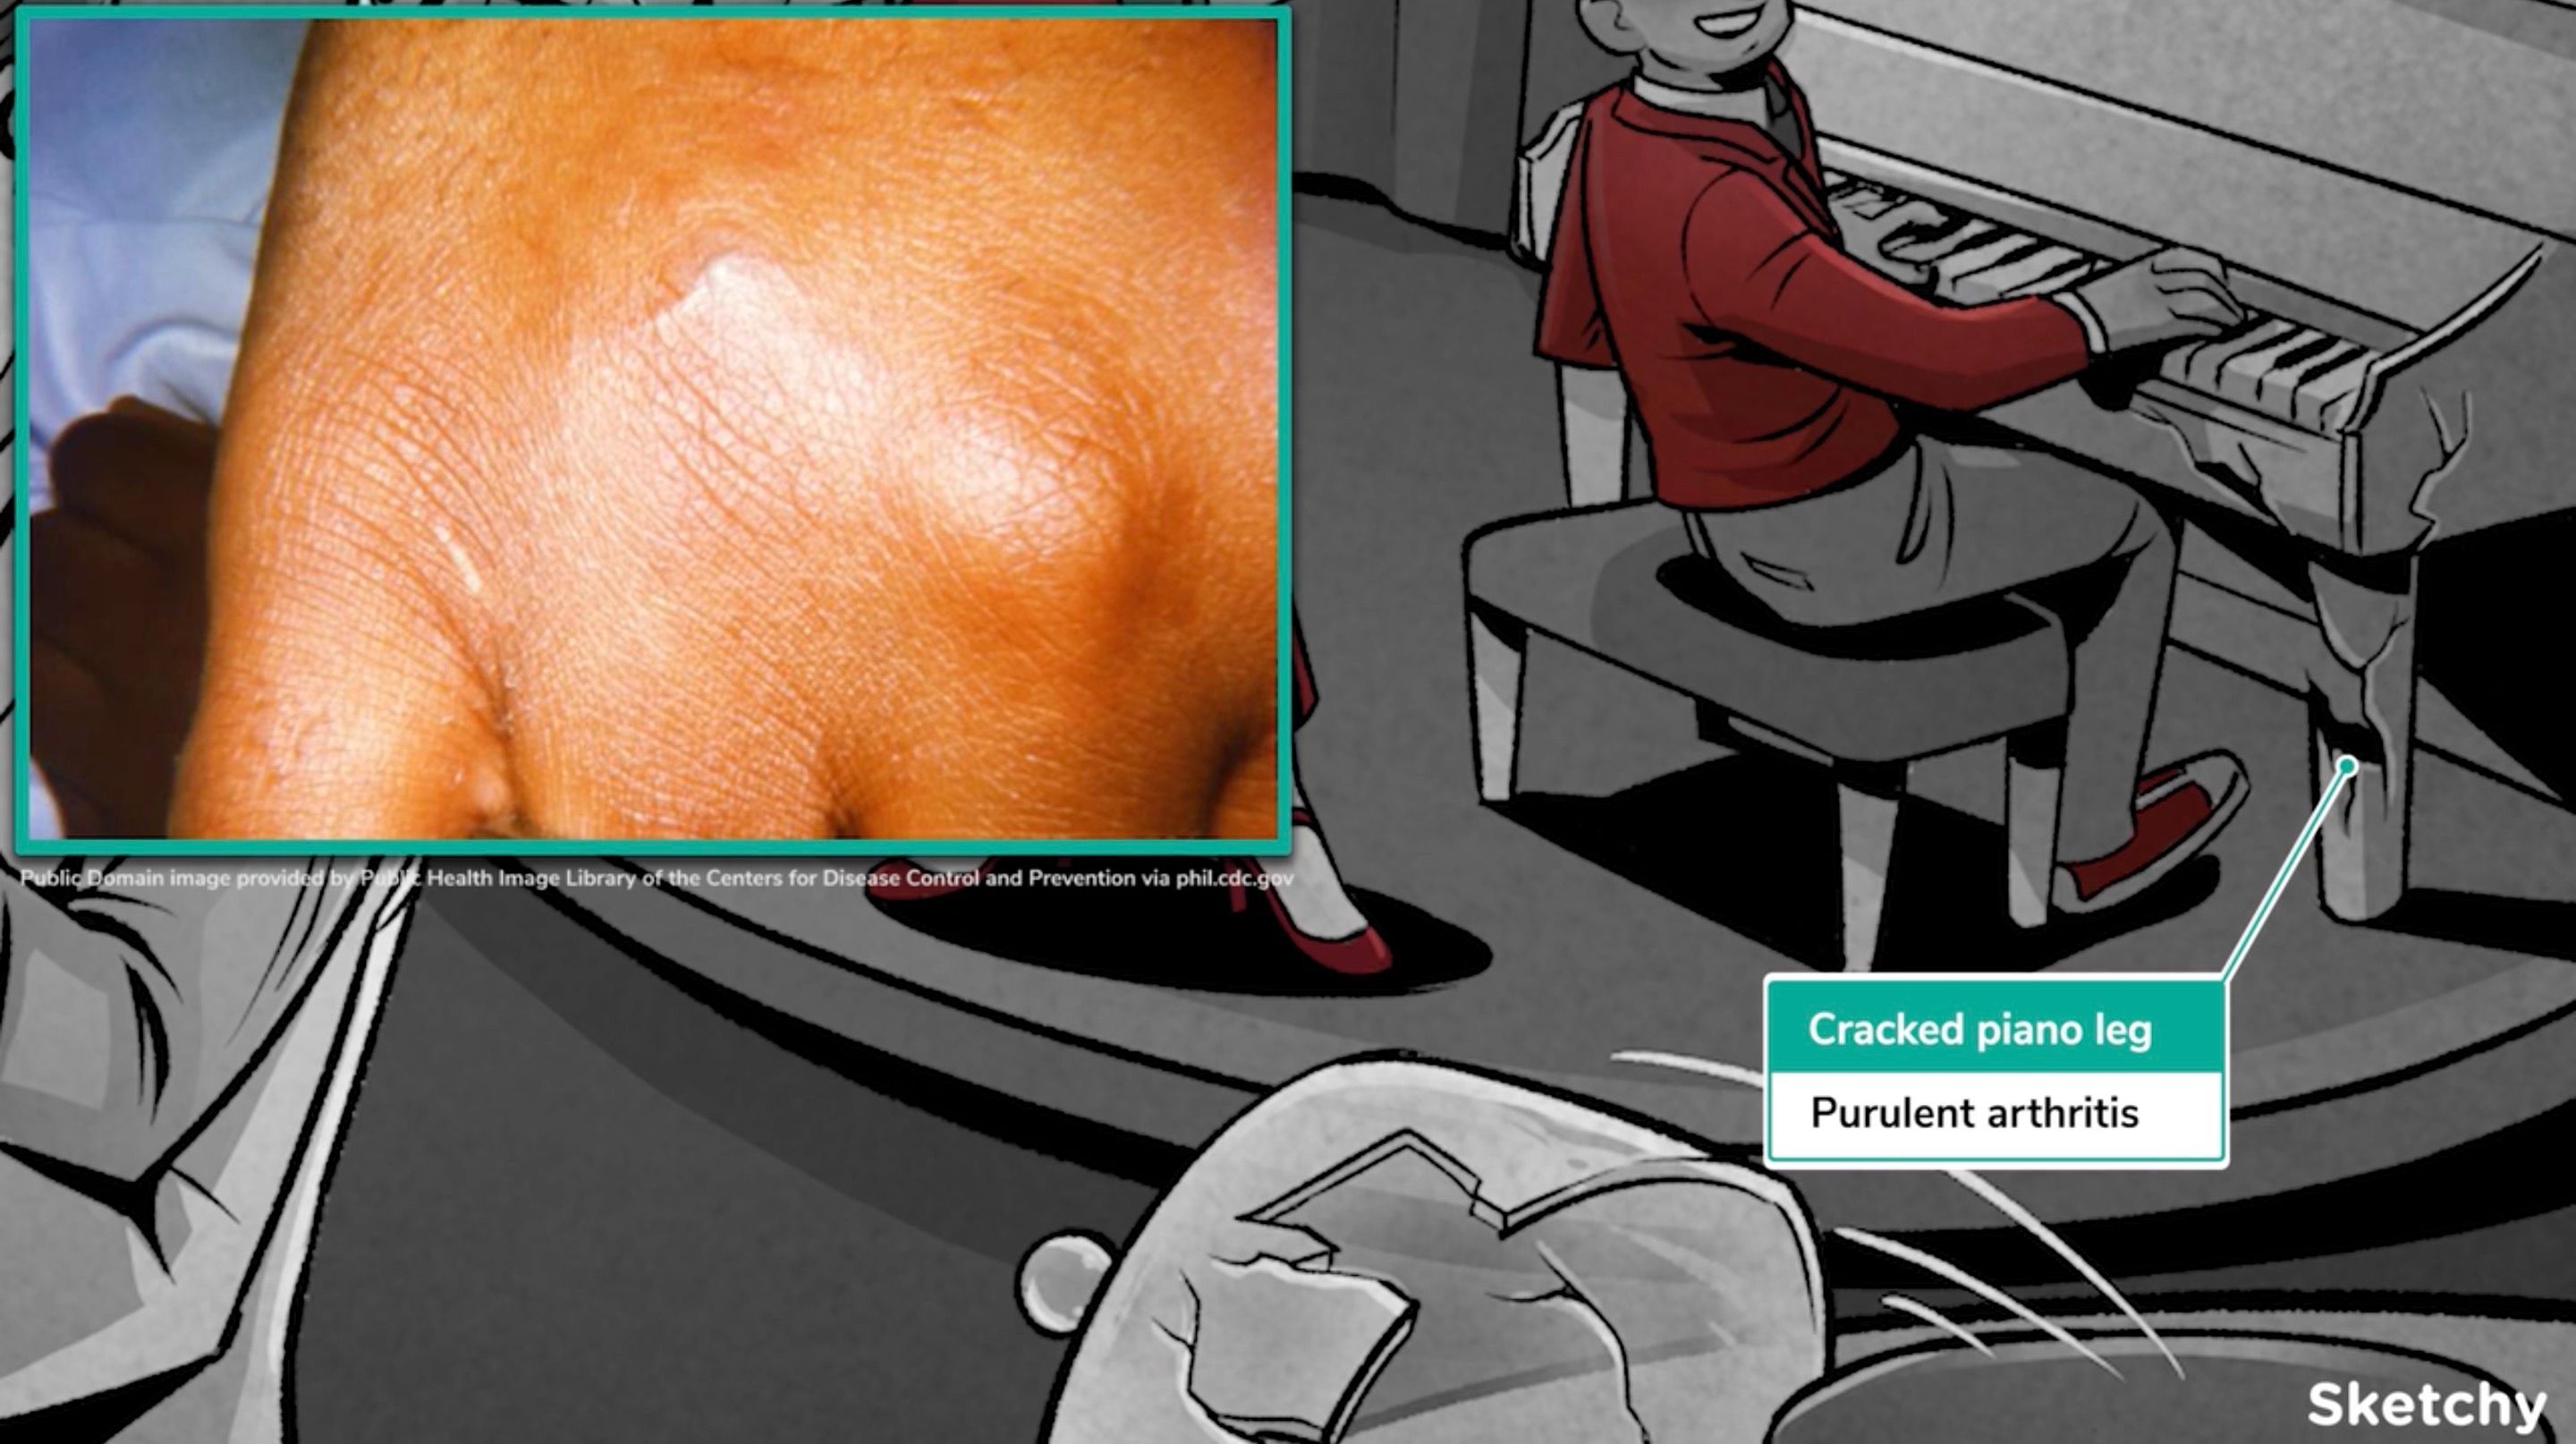 Public Domain image provided by Public Health Image Library of the Centers for Disease Control and Prevention via phil.cdc.gov
Cracked piano leg
Purulent arthritis
Sketchy